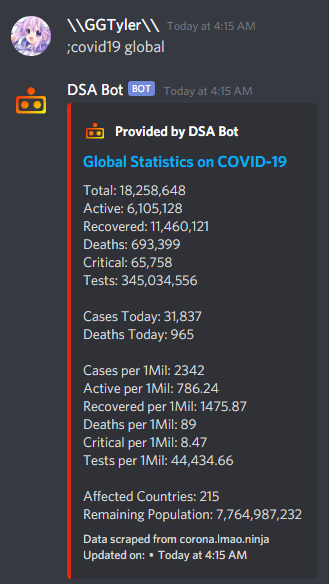 \\GGTyler\\ Today at 4:15 AM
;covid19 global
DSA Bot BOT Today at 4:15 AM
Provided by DSA Bot
Global Statistics on COVID-19
Total: 18,258,648
Active: 6,105,128
Recovered: 11,460,121
Deaths: 693,399
Critical: 65,758
Tests: 345,034,556
Cases Today: 31,837
Deaths Today: 965
Cases per 1Mil: 2342
Active per 1Mil: 786.24
Recovered per 1Mil: 1475.87
Deaths per 1Mil: 89
Critical per 1Mil: 8.47
Tests per 1Mil: 44,434.66
Affected Countries: 215
Remaining Population: 7,764,987,232
Data scraped from corona.lmao.ninja
Updated on: • Today at 4:15 AM